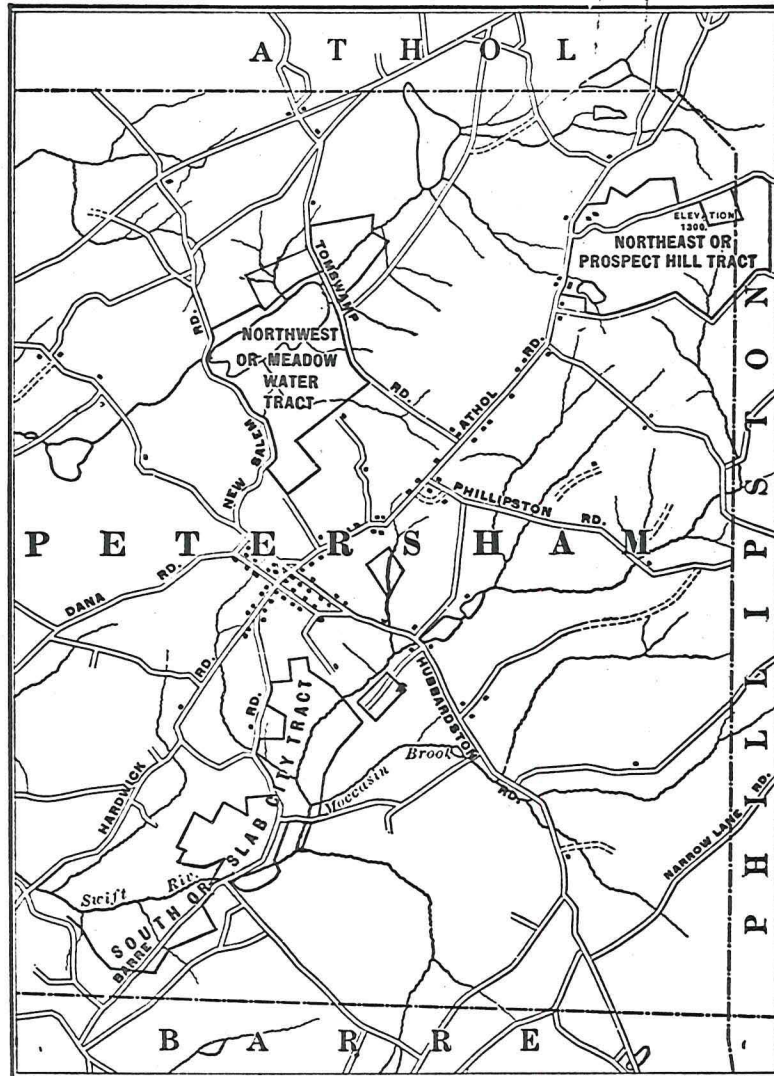 ATHOL
ELEVATION
1300.
NORTHEAST OR
PROSPECT HILL TRACT
TOMSWAMP
RD.
NORTHWEST
OR MEADOW
WATER
TRACT
RD.
NEW SALEM
ATHOL RD.
PHILLIPSTON RD.
PETERSHAM
PHILLIPSTON
DANA RD.
HARDWICK RD.
RD.
HUBBARDSTON RD.
Moccasin Brook
SOUTH OR SLAB CITY TRACT
Swift Riv.
BARRE
NARROW LANE RD.
BARRE